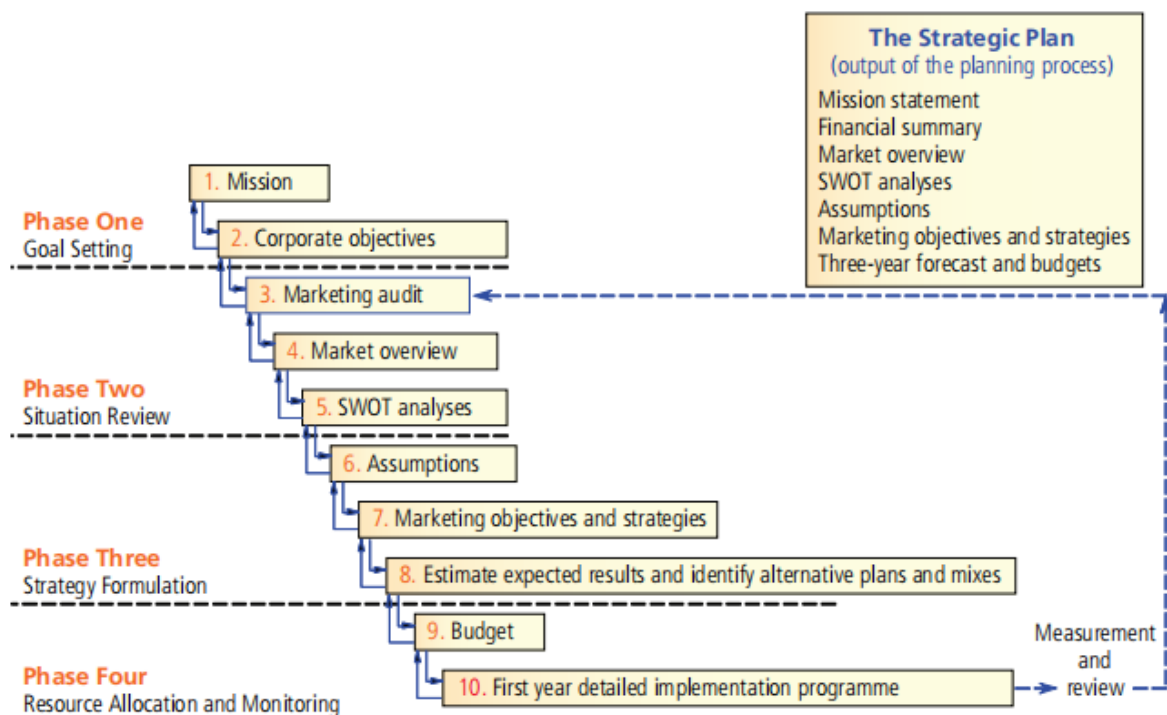 The Strategic Plan
(output of the planning process)
Mission statement
Financial summary
Market overview
SWOT analyses
Assumptions
Marketing objectives and strategies
Three-year forecast and budgets
1. Mission
Phase One
Goal Setting
2. Corporate objectives
3. Marketing audit
4. Market overview
Phase Two
Situation Review
5. SWOT analyses
6. Assumptions
7. Marketing objectives and strategies
Phase Three
Strategy Formulation
8. Estimate expected results and identify alternative plans and mixes
9. Budget
Measurement
and
review
Phase Four
Resource Allocation and Monitoring
10. First year detailed implementation programme